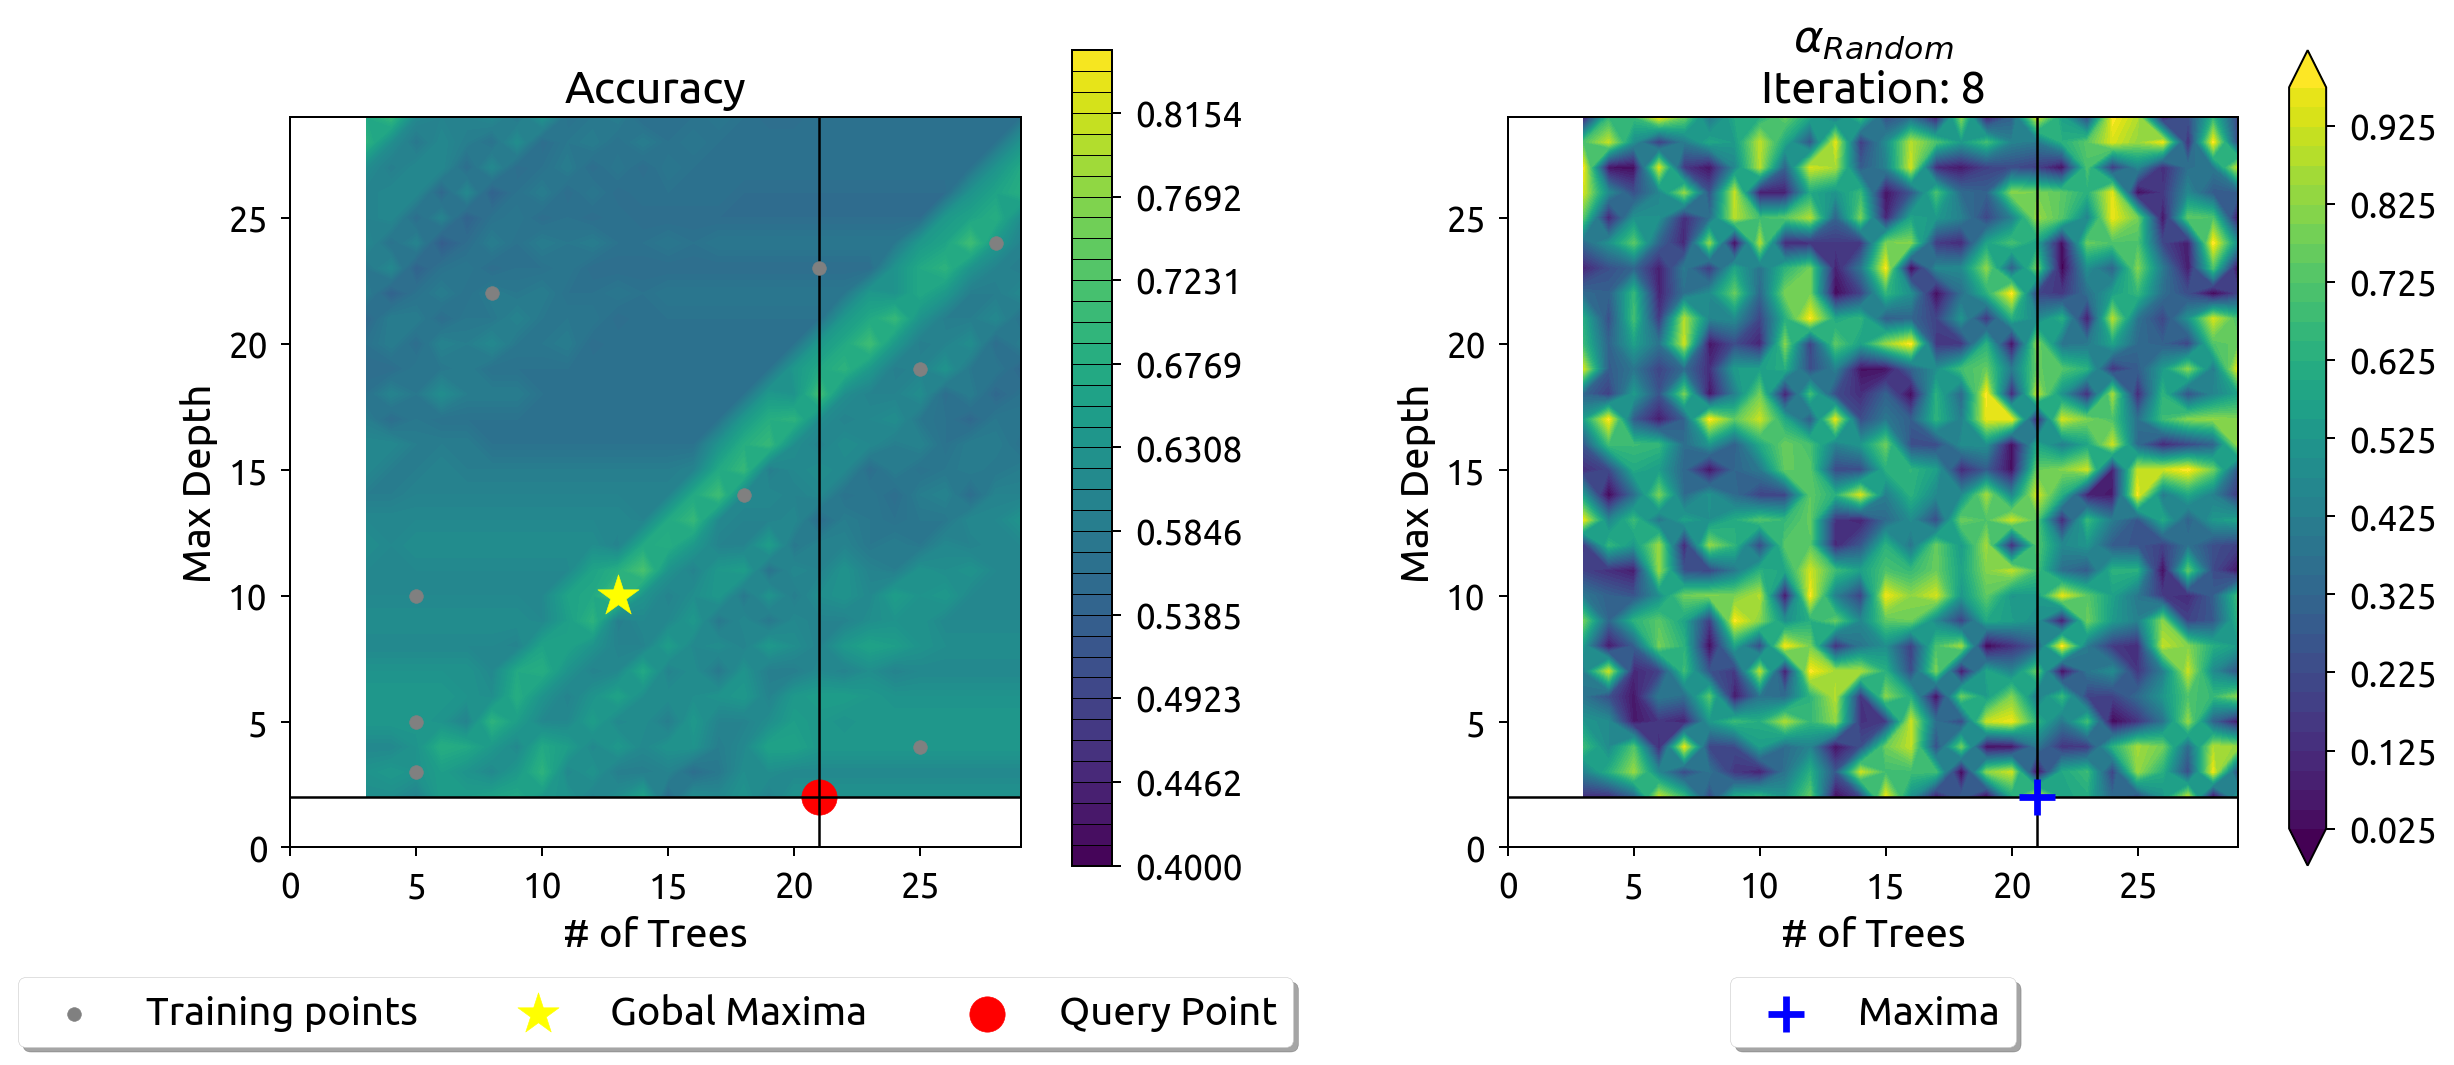 Accuracy
Max Depth
25
20
15
10
5
0
0 5 10 15 20 25
# of Trees
0.8154
0.7692
0.7231
0.6769
0.6308
0.5846
0.5385
0.4923
0.4462
0.4000
Training points Gobal Maxima Query Point
α Random
Iteration: 8
Max Depth
25
20
15
10
5
0
0 5 10 15 20 25
# of Trees
0.925
0.825
0.725
0.625
0.525
0.425
0.325
0.225
0.125
0.025
Maxima